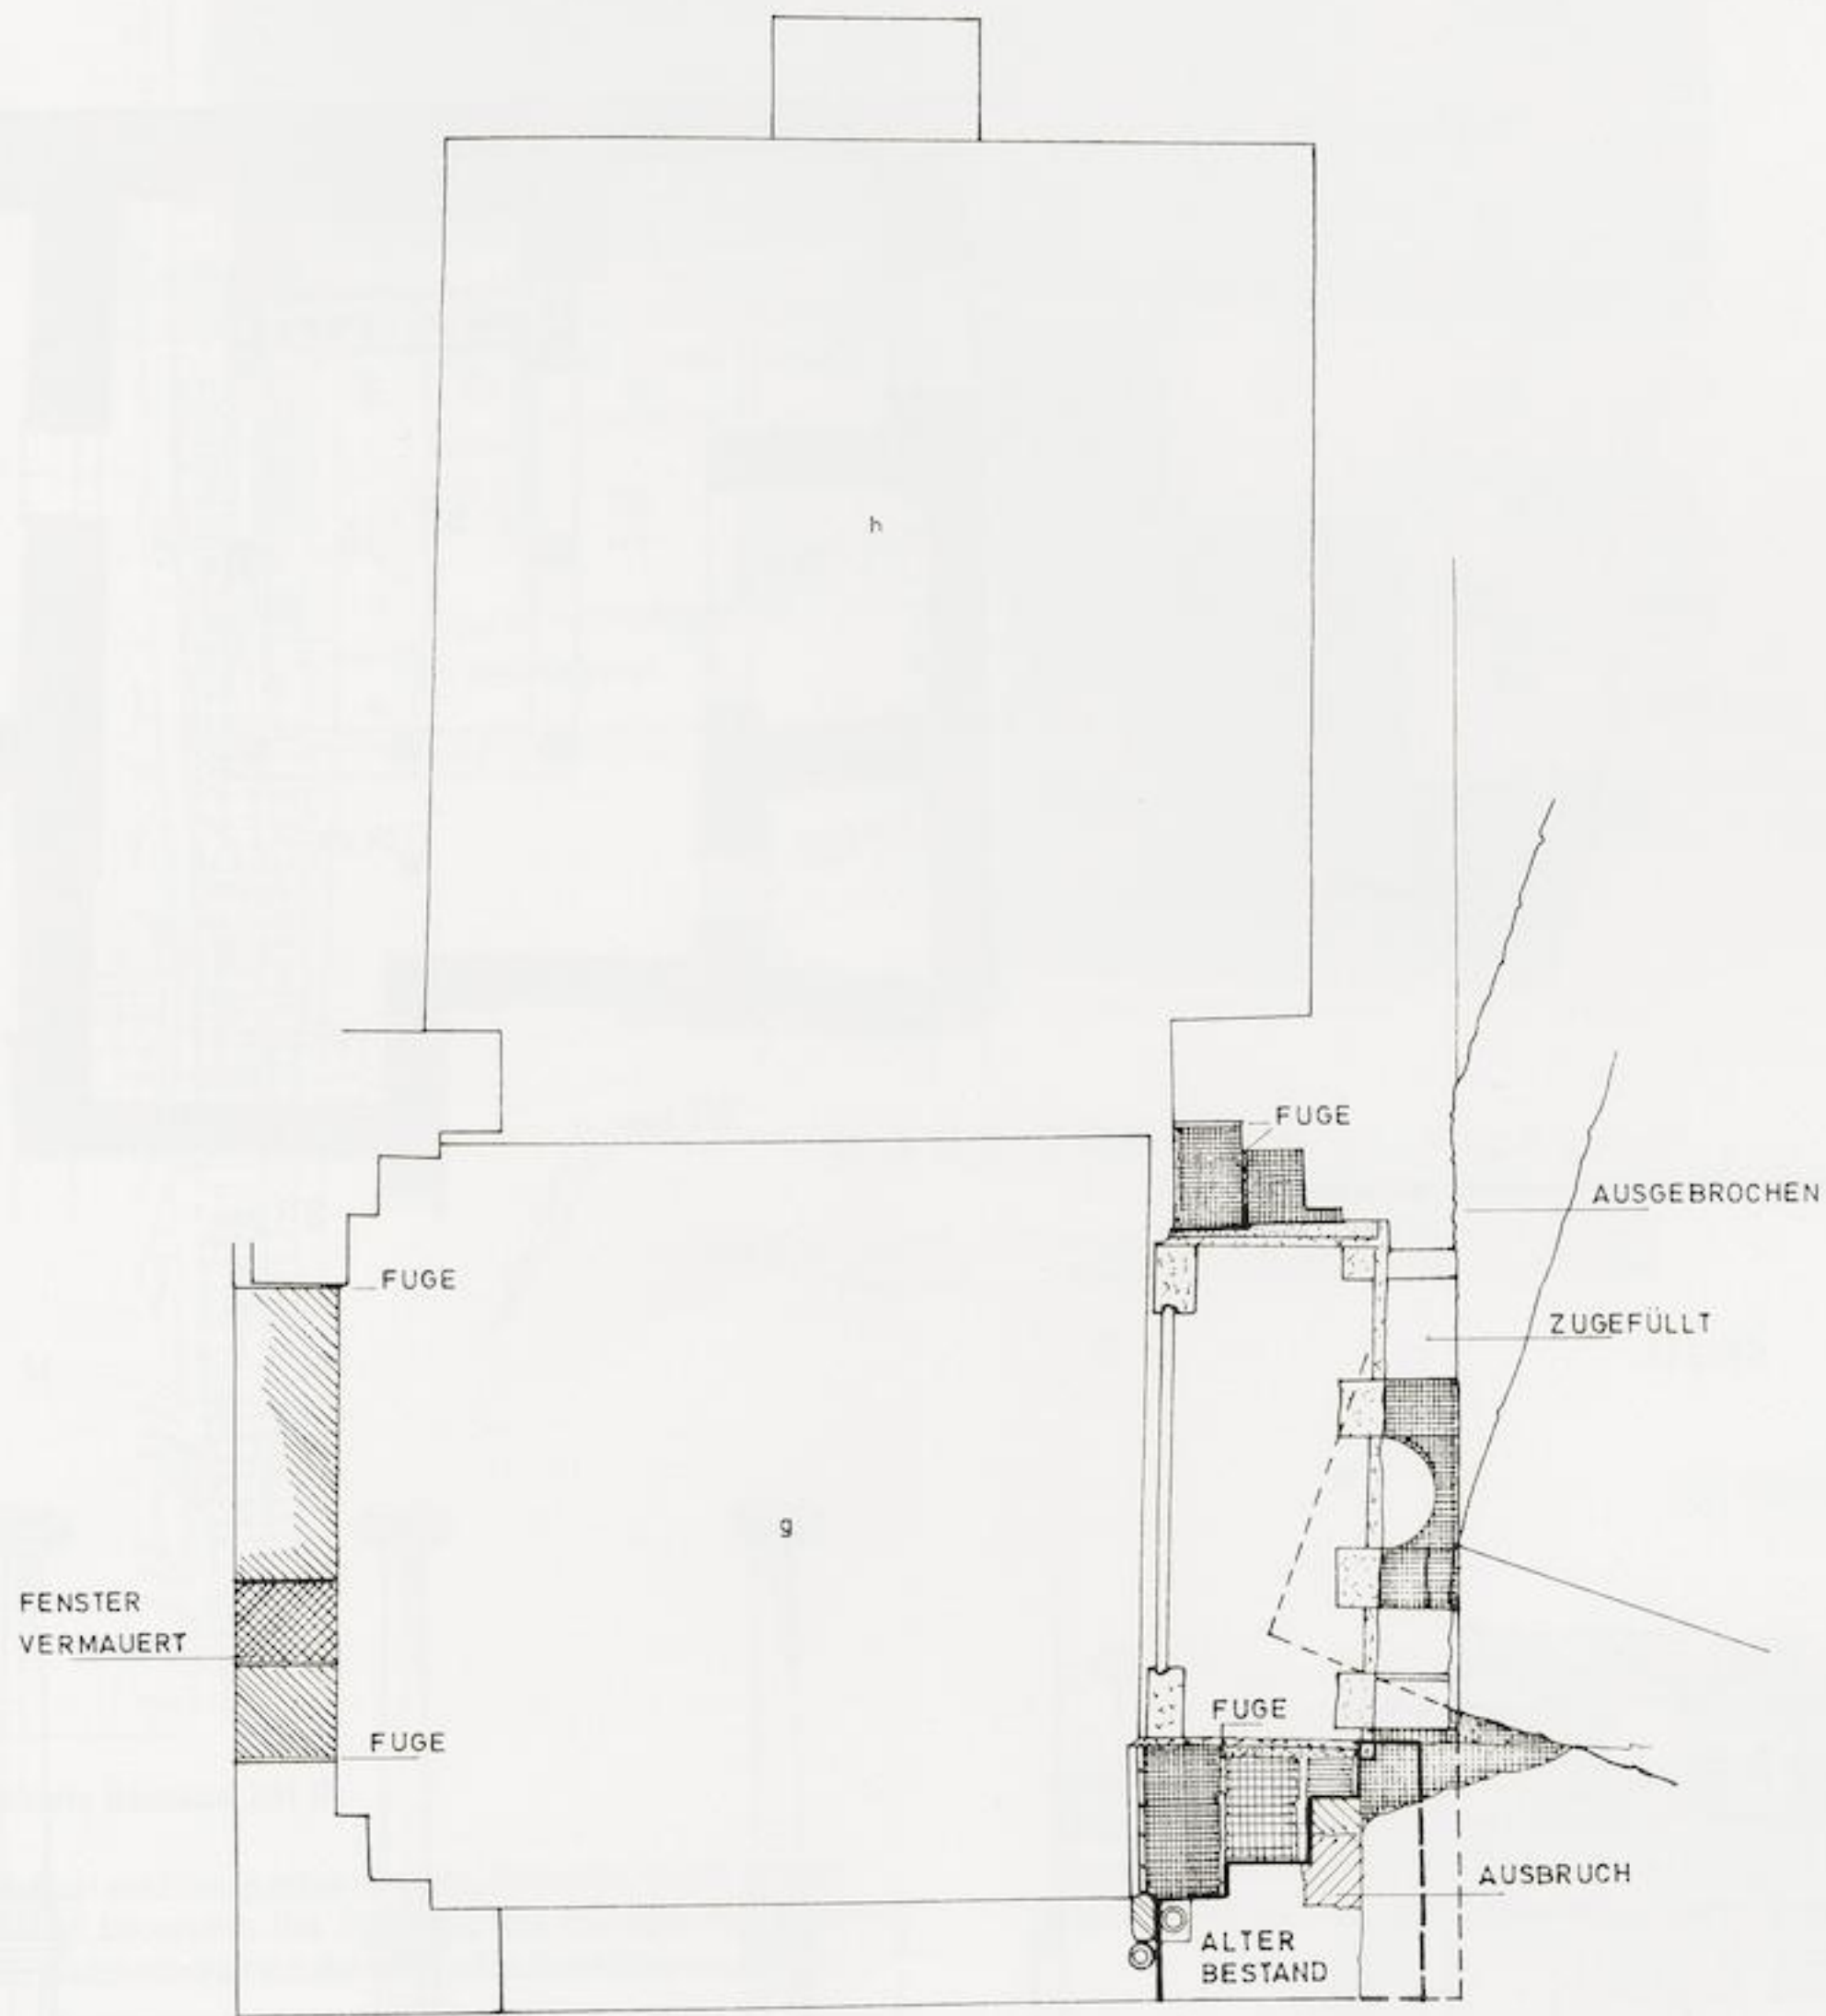 h
FUGE
AUSGEBROCHEN
FUGE
ZUGEFÜLLT
g
FENSTER
VERMAUERT
FUGE
FUGE
AUSBRUCH
ALTER
BESTAND